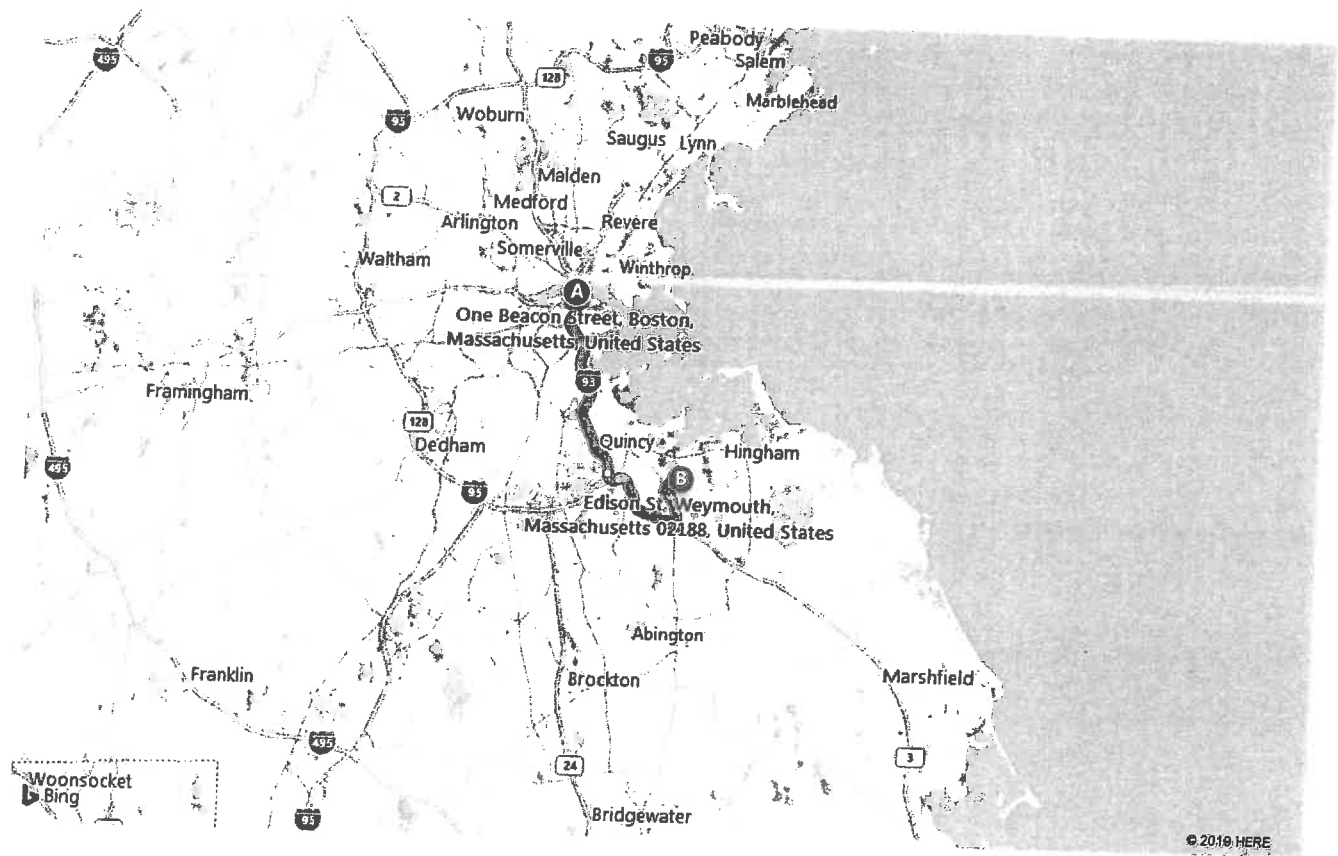 Peabody
495
95
Salem
128
Marblehead
Woburn
95
Saugus
Lynn
Malden
2
Medford
Arlington
Revere
Somerville
Waltham
Winthrop
A
One Beacon Street, Boston,
Massachusetts, United States
93
Framingham
128
Dedham
Quincy
Hingham
495
B
95
Edison St, Weymouth,
Massachusetts 02188, United States
Abington
Franklin
Brockton
Marshfield
495
24
3
Woonsocket
Bing
95
Bridgewater
© 2019 HERE